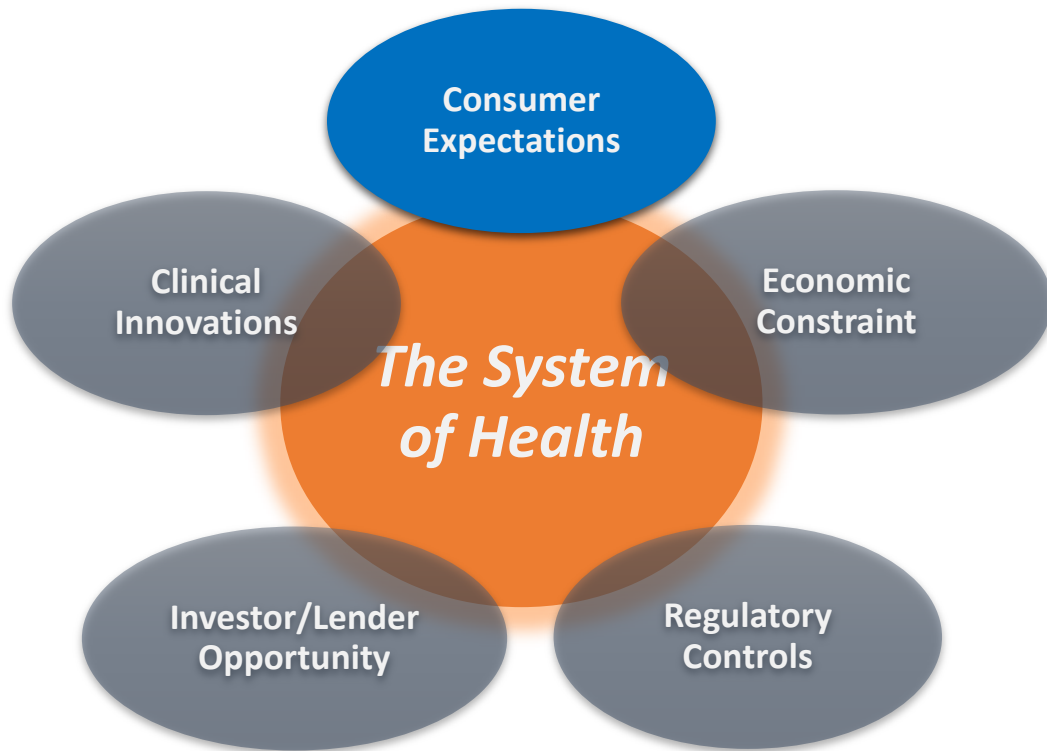 Consumer
Expectations
Clinical
Innovations
Economic
Constraint
The System
of Health
Investor/Lender
Opportunity
Regulatory
Controls